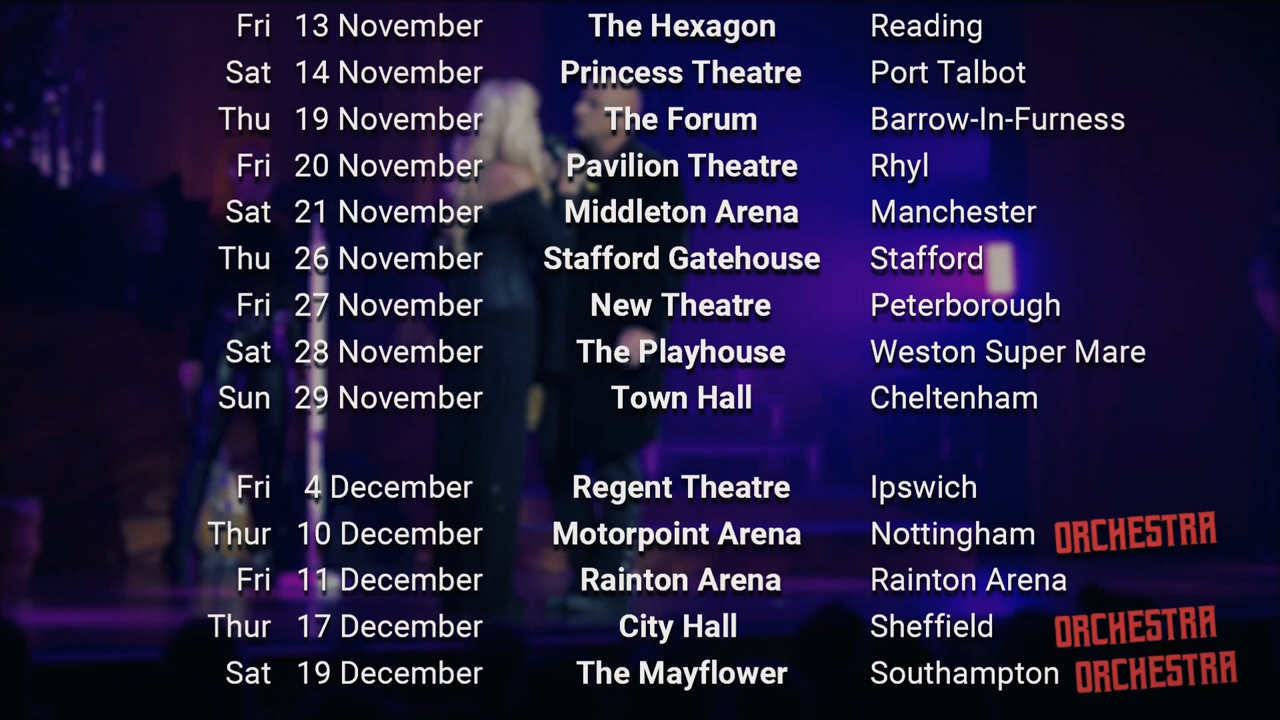 Fri 13 November The Hexagon Reading
Sat 14 November Princess Theatre Port Talbot
Thu 19 November The Forum Barrow-In-Furness
Fri 20 November Pavilion Theatre Rhyl
Sat 21 November Middleton Arena Manchester
Thu 26 November Stafford Gatehouse Stafford
Fri 27 November New Theatre Peterborough
Sat 28 November The Playhouse Weston Super Mare
Sun 29 November Town Hall Cheltenham
Fri 4 December Regent Theatre Ipswich
Thur 10 December Motorpoint Arena Nottingham ORCHESTRA
Fri 11 December Rainton Arena Rainton Arena
Thur 17 December City Hall Sheffield ORCHESTRA
Sat 19 December The Mayflower Southampton ORCHESTRA